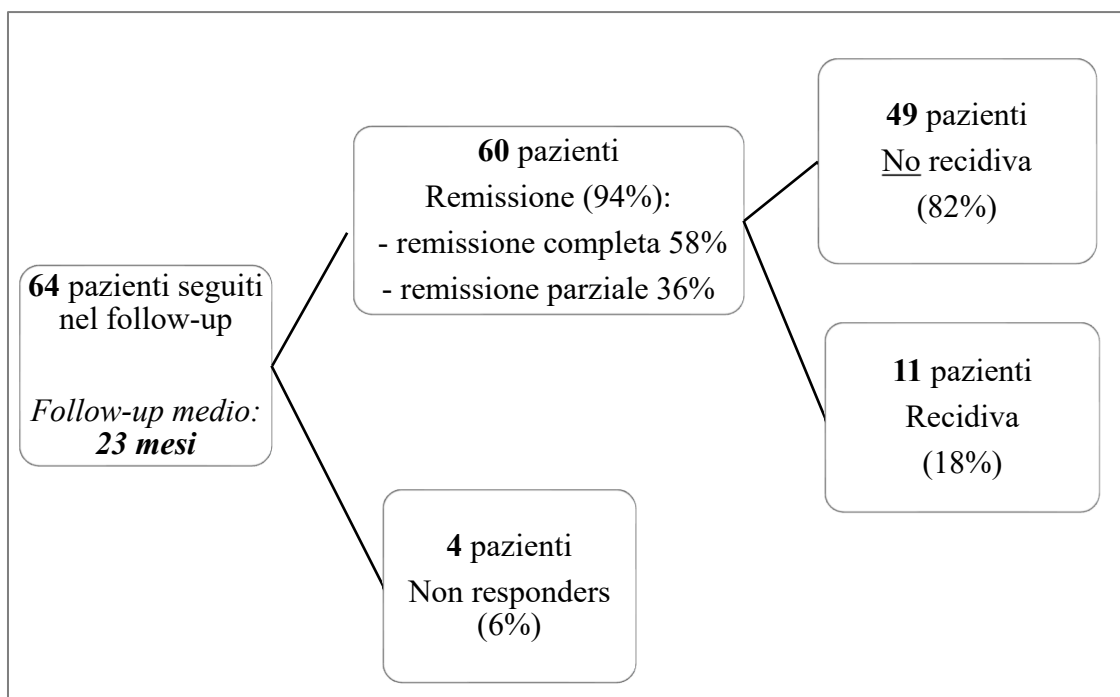 64 pazienti seguiti
nel follow-up
Follow-up medio:
23 mesi
60 pazienti
Remissione (94%):
- remissione completa 58%
- remissione parziale 36%
4 pazienti
Non responders
(6%)
49 pazienti
No recidiva
(82%)
11 pazienti
Recidiva
(18%)